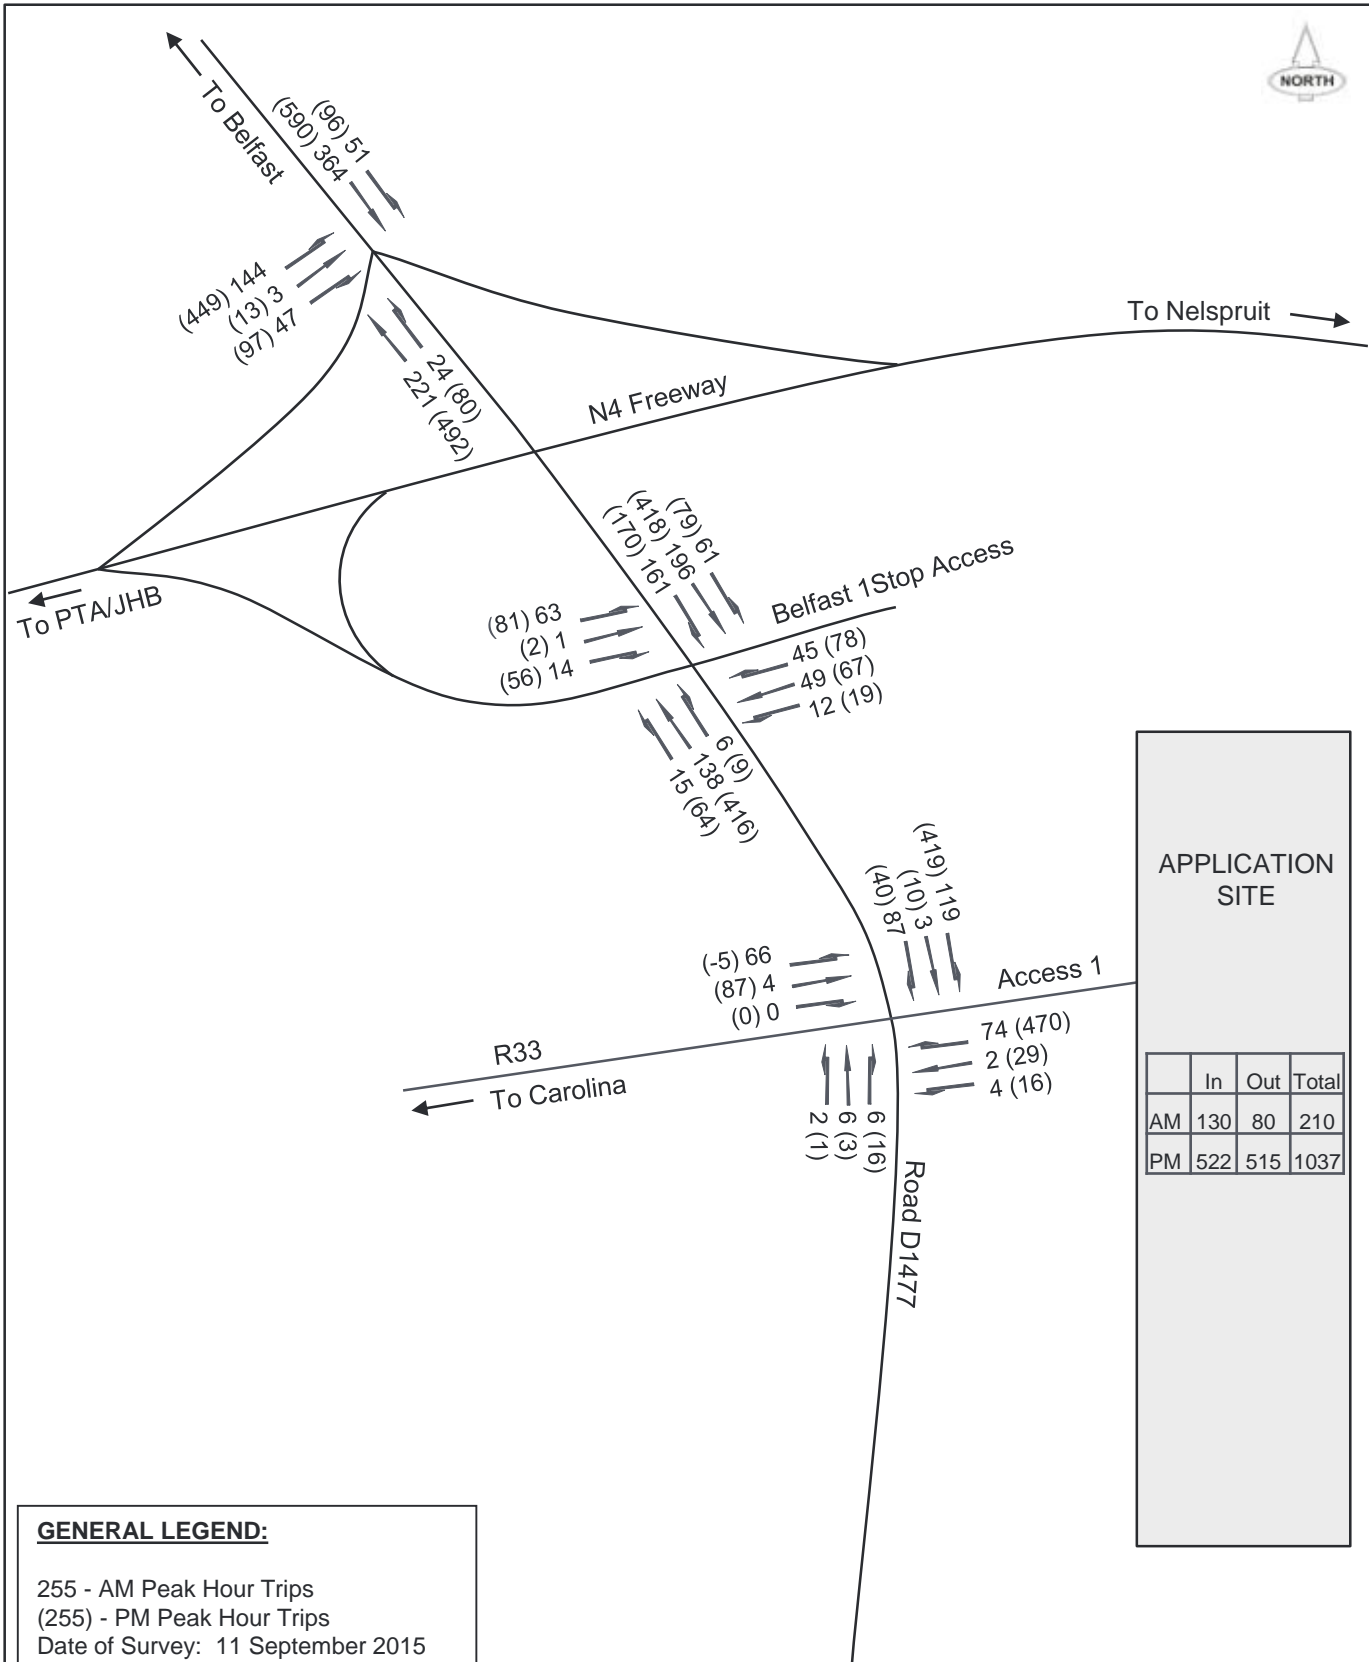 NORTH
To Belfast
(96) 51
(590) 364
(449) 144
(13) 3
(97) 47
24 (80)
221 (492)
To Nelspruit
N4 Freeway
To PTA/JHB
(79) 61
(418) 196
(170) 161
Belfast 1Stop Access
(81) 63
(2) 1
(56) 14
45 (78)
49 (67)
12 (19)
6 (9)
138 (416)
15 (64)
APPLICATION
SITE
(419) 119
(10) 3
(40) 87
(-5) 66
(87) 4
(0) 0
Access 1
R33
To Carolina
74 (470)
2 (29)
4 (16)
2 (1)
6 (3)
6 (16)
Road D1477
In Out Total
AM 130 80 210
PM 522 515 1037
GENERAL LEGEND:
255 - AM Peak Hour Trips
(255) - PM Peak Hour Trips
Date of Survey: 11 September 2015